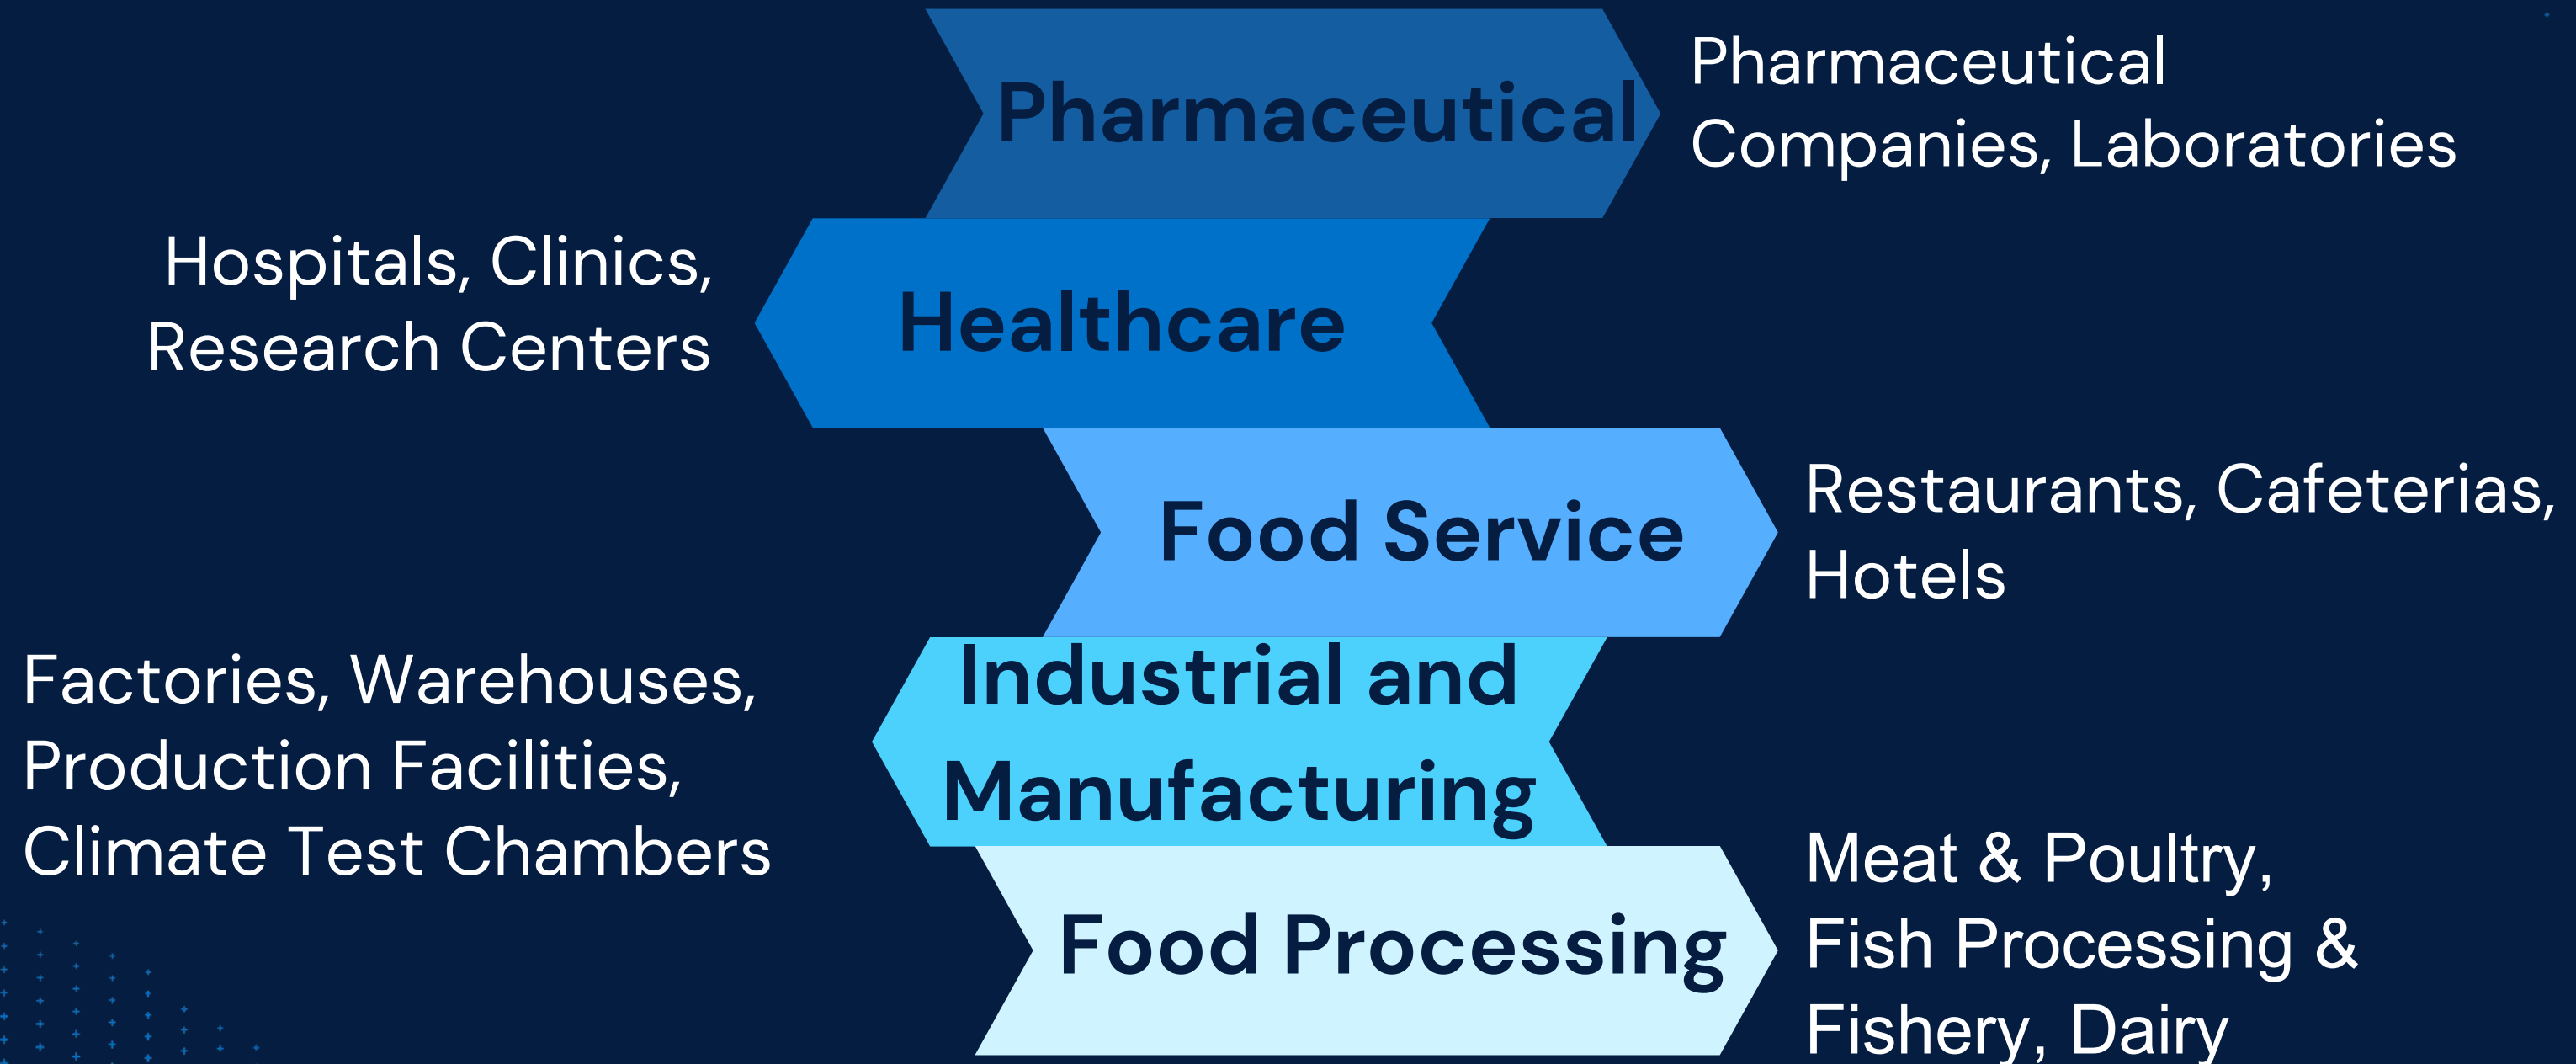 Pharmaceutical
Pharmaceutical
Companies, Laboratories
Hospitals, Clinics,
Research Centers
Healthcare
Food Service
Restaurants, Cafeterias,
Hotels
Factories, Warehouses,
Production Facilities,
Climate Test Chambers
Industrial and
Manufacturing
Food Processing
Meat & Poultry,
Fish Processing &
Fishery, Dairy